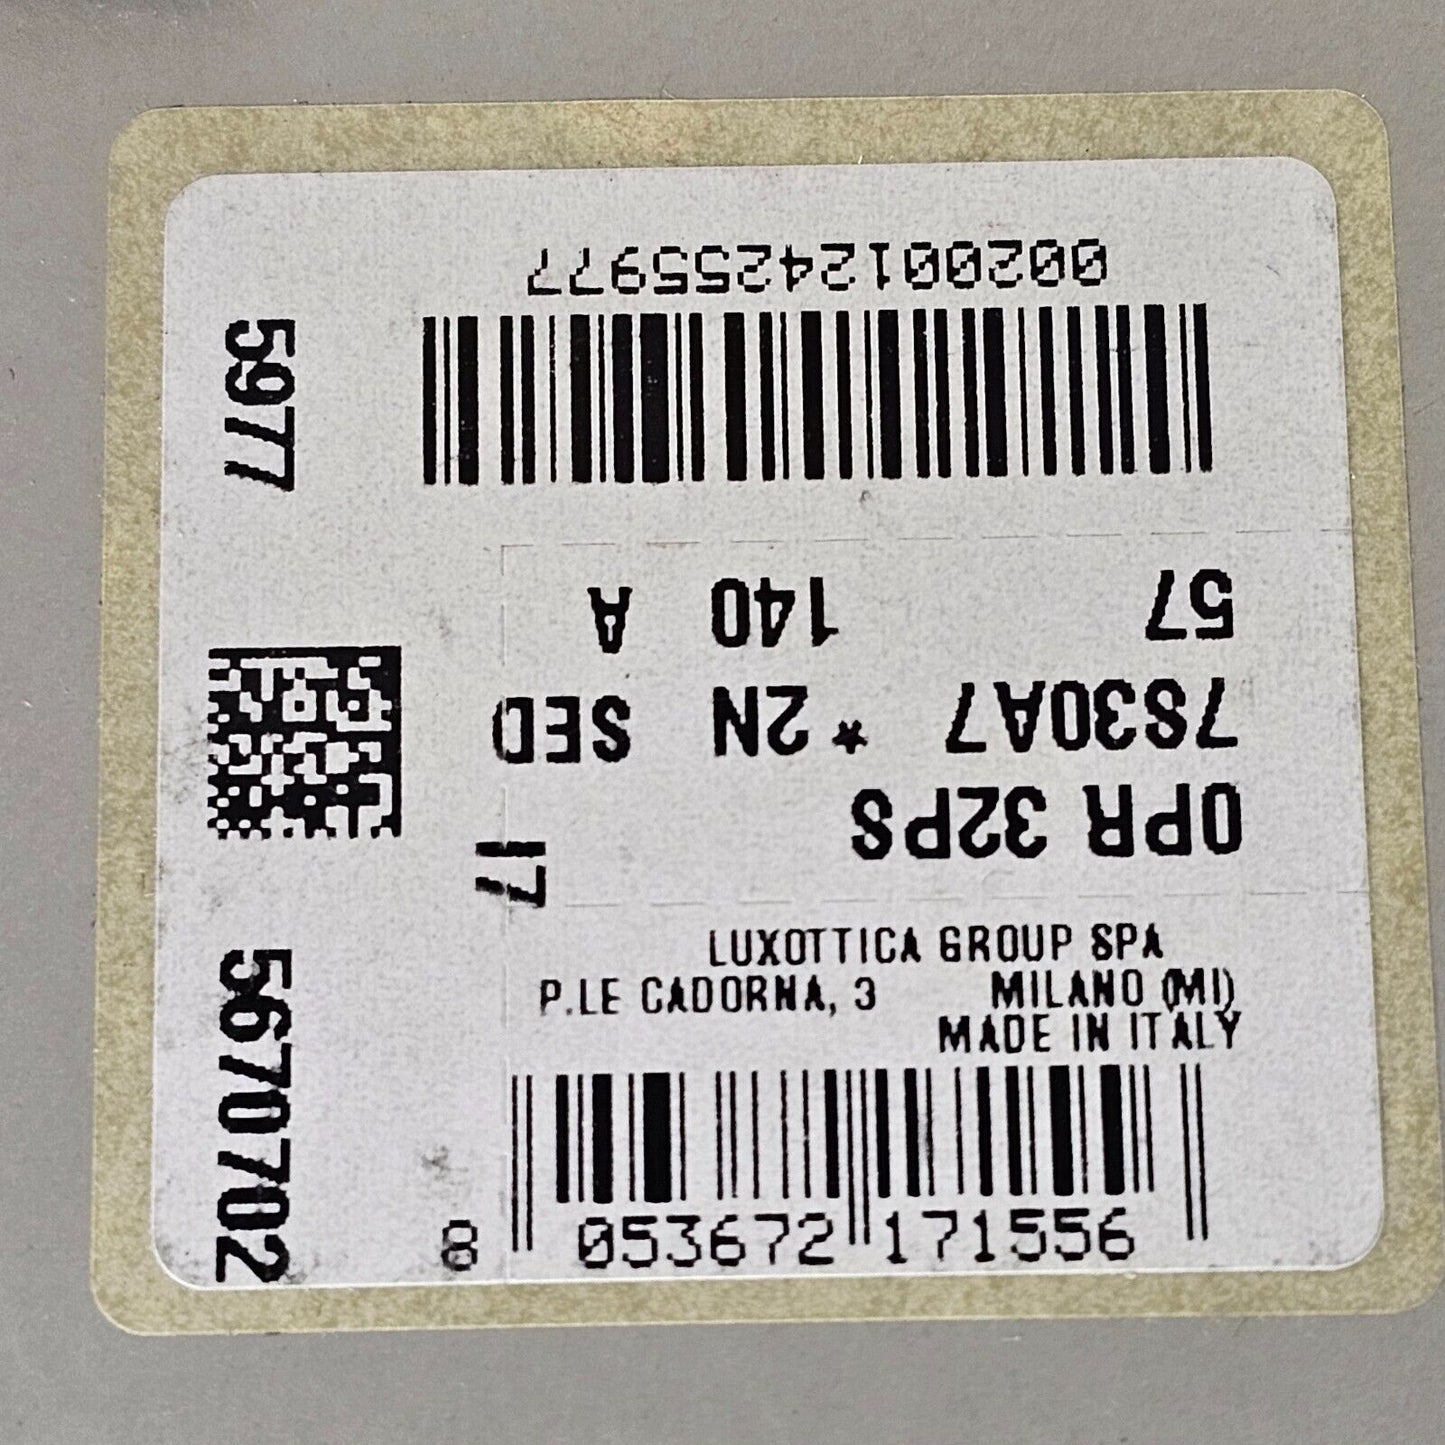 00200124255977
5977
57 140 A
7S30A7 * 2N SED
0PR 32PS
17
LUXOTTICA GROUP SPA
P.LE CADORNA, 3 MILANO (MI)
MADE IN ITALY
5670702
8 053672 171556